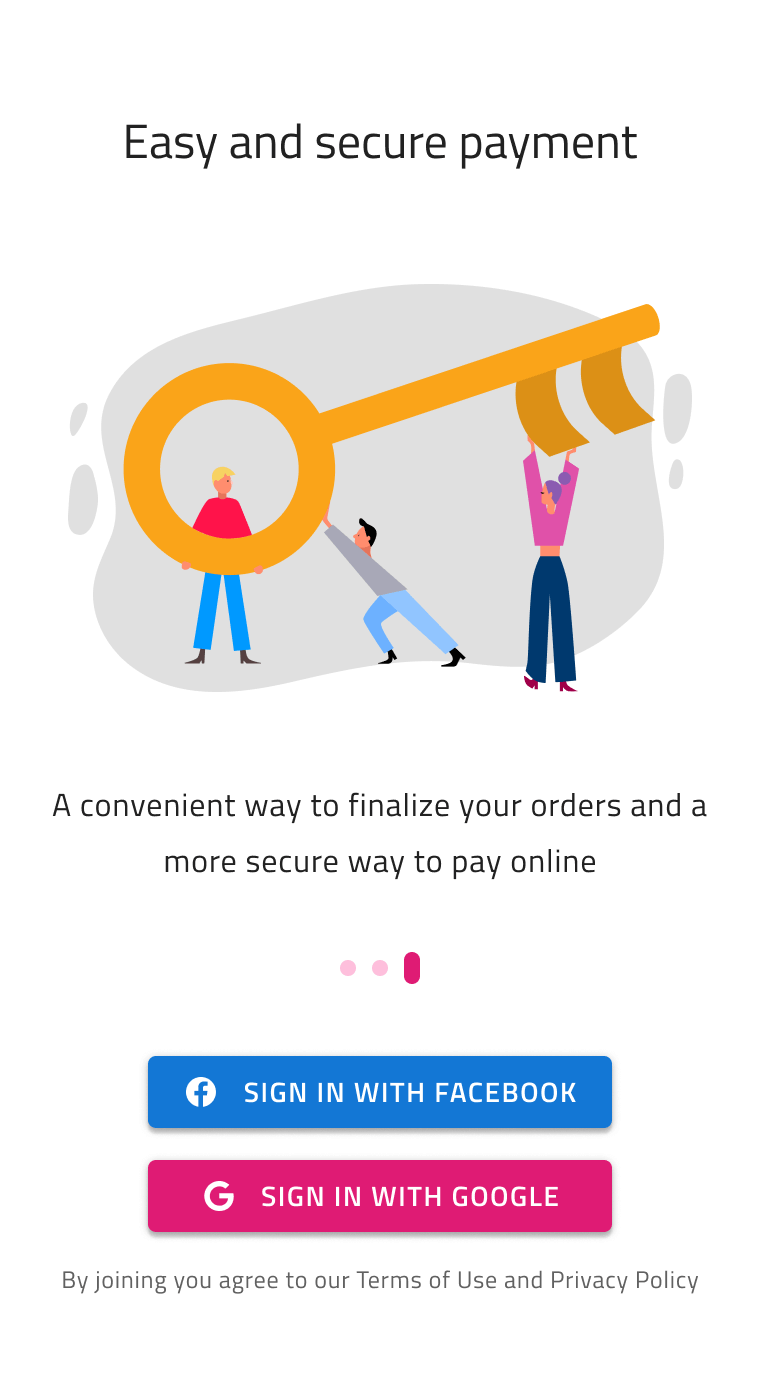 Easy and secure payment
A convenient way to finalize your orders and a
more secure way to pay online
SIGN IN WITH FACEBOOK
SIGN IN WITH GOOGLE
By joining you agree to our Terms of Use and Privacy Policy